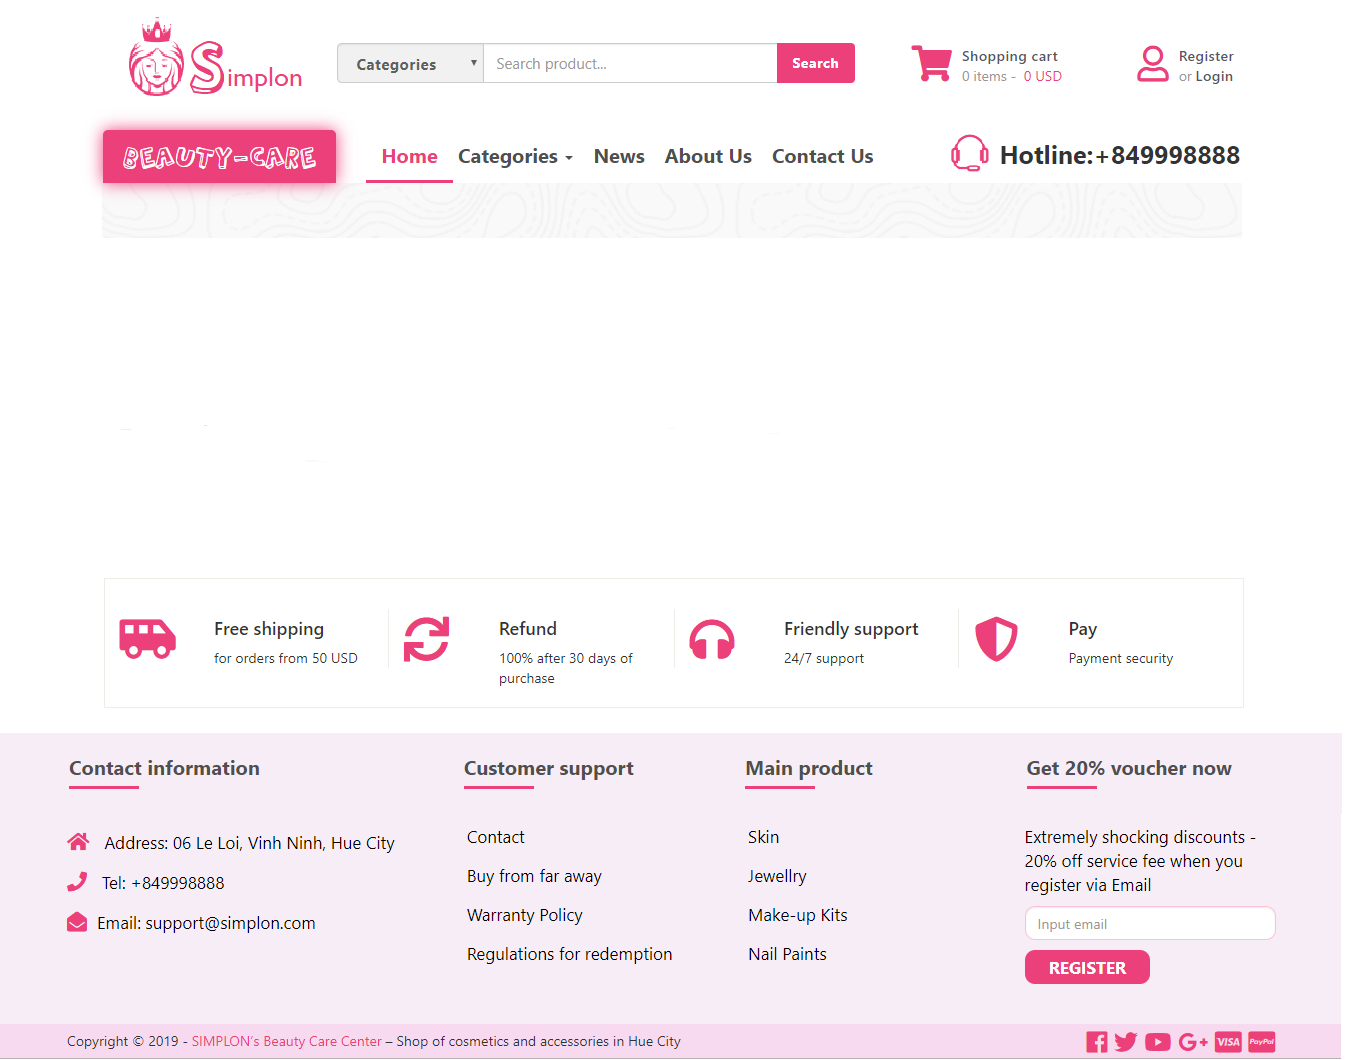 Simplon
Categories
Search product...
Search
Shopping cart
0 items - 0 USD
Register
or Login
BEAUTY-CARE
Home Categories News About Us Contact Us
Hotline:+849998888
Free shipping
for orders from 50 USD
Refund
100% after 30 days of
purchase
Friendly support
24/7 support
Pay
Payment security
Contact information
Address: 06 Le Loi, Vinh Ninh, Hue City
Tel: +849998888
Email: support@simplon.com
Customer support
Contact
Buy from far away
Warranty Policy
Regulations for redemption
Main product
Skin
Jewellry
Make-up Kits
Nail Paints
Get 20% voucher now
Extremely shocking discounts -
20% off service fee when you
register via Email
Input email
REGISTER
Copyright © 2019 - SIMPLON's Beauty Care Center – Shop of cosmetics and accessories in Hue City
G+ VISA PayPal